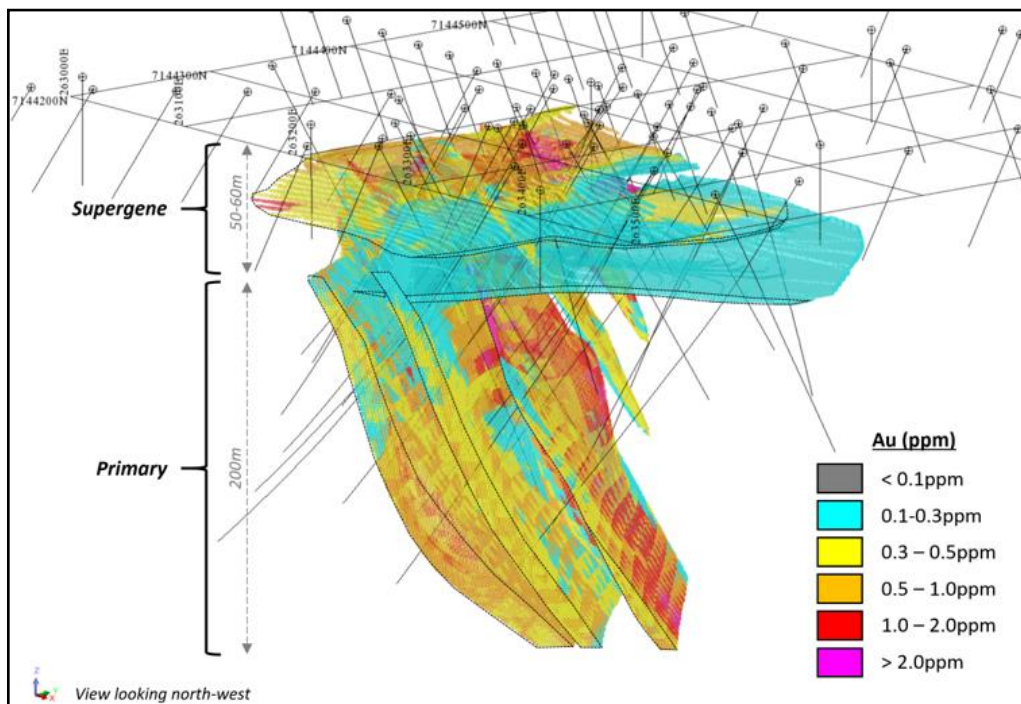 7144500N
7144400N
7144300N
7144200N
263000E
263100E
263200E
263300E
263400E
263500E
Supergene
50-60m
Primary
200m
Au (ppm)
< 0.1ppm
0.1-0.3ppm
0.3 – 0.5ppm
0.5 – 1.0ppm
1.0 – 2.0ppm
> 2.0ppm
Z
Y
X
View looking north-west